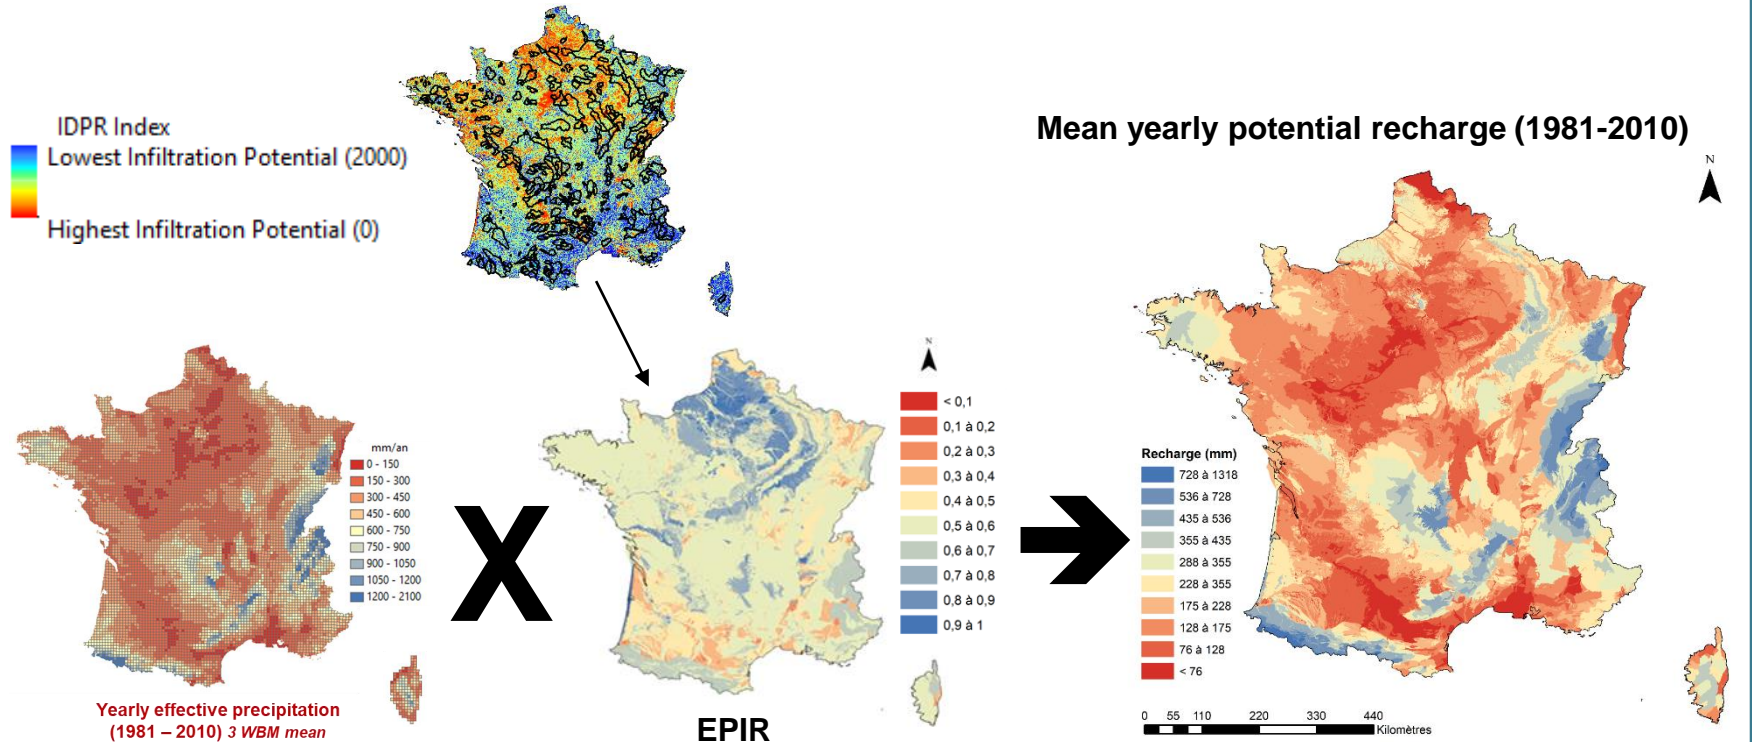 IDPR Index
Lowest Infiltration Potential (2000)
Highest Infiltration Potential (0)
Mean yearly potential recharge (1981-2010)
N
mm/an
0 - 150
150 - 300
300 - 450
450 - 600
600 - 750
750 - 900
900 - 1050
1050 - 1200
1200 - 2100
Yearly effective precipitation
(1981 – 2010) 3 WBM mean
X
N
< 0,1
0,1 à 0,2
0,2 à 0,3
0,3 à 0,4
0,4 à 0,5
0,5 à 0,6
0,6 à 0,7
0,7 à 0,8
0,8 à 0,9
0,9 à 1
EPIR
Recharge (mm)
728 à 1318
536 à 728
435 à 536
355 à 435
288 à 355
228 à 355
175 à 228
128 à 175
76 à 128
< 76
0 55 110 220 330 440
Kilomètres